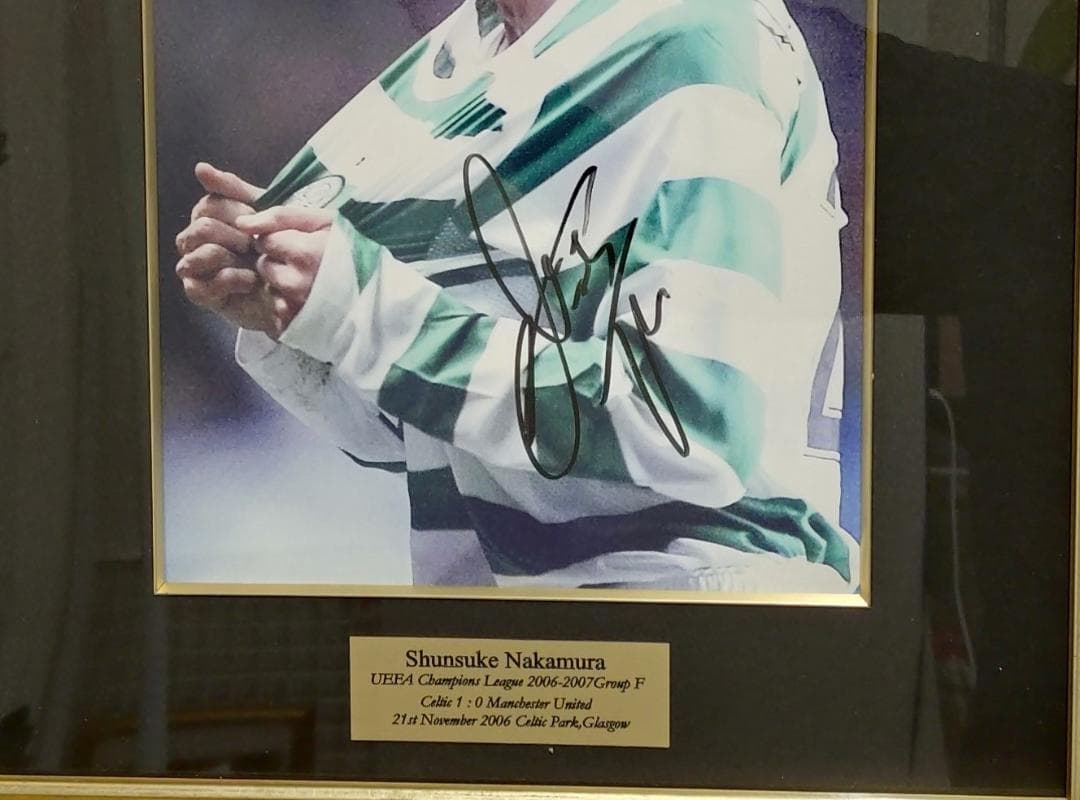 Shunsuke Nakamura
UEFA Champions League 2006-2007Group F
Celtic 1 : 0 Manchester United
21st November 2006 Celtic Park,Glasgow